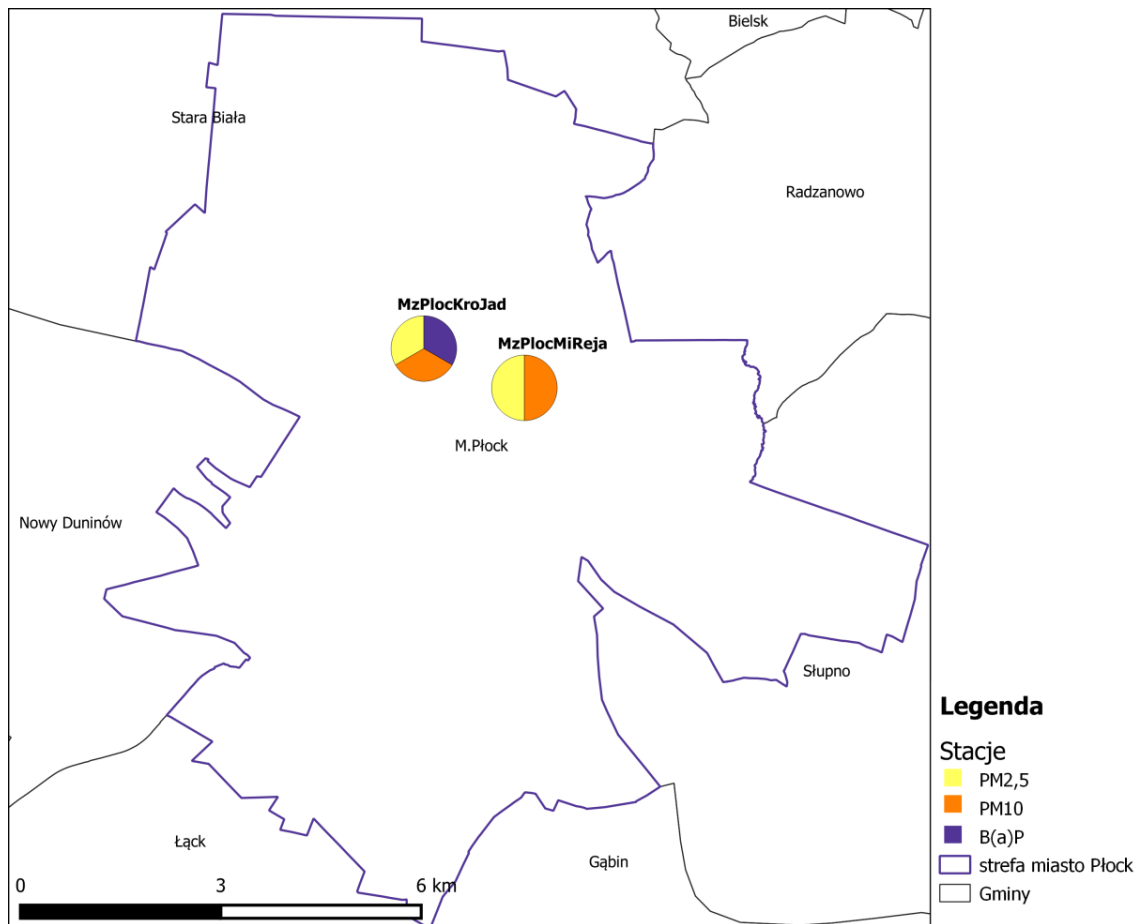 Bielsk
Stara Biała
Radzanowo
MzPlocKroJad
MzPlocMiReja
M.Płock
Nowy Duninów
Słupno
Łąck
Gąbin
0 3 6 km
Legenda
Stacje
PM2,5
PM10
B(a)P
strefa miasto Płock
Gminy